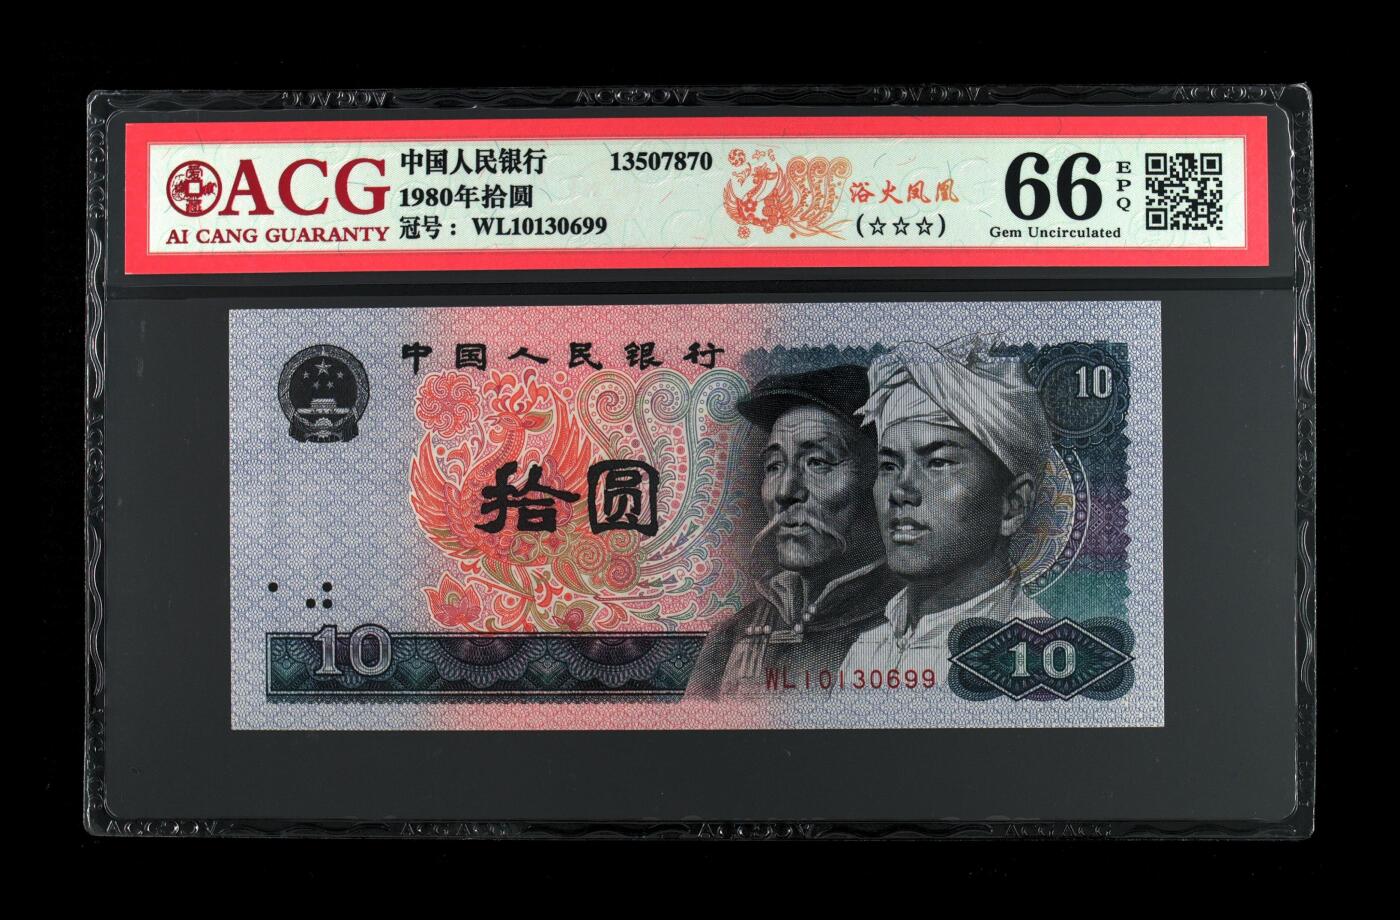 ACG
AI CANG GUARANTY
中国人民银行
1980年拾圆
冠号：WL10130699
13507870
浴火凤凰
(☆☆☆)
66
EPQ
Gem Uncirculated
中国人民银行
10
拾圆
10
WL10130699
10